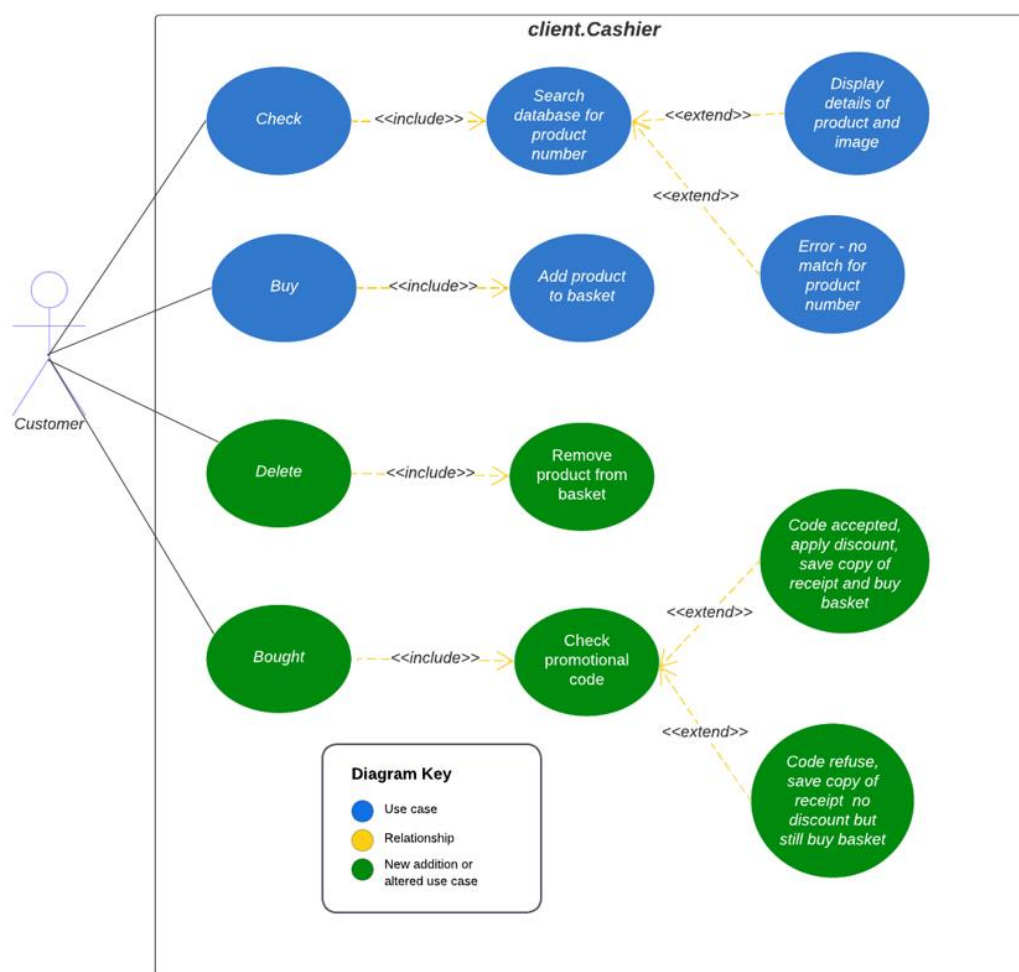 client.Cashier
Check
<<include>>
Search
database for
product
number
<<extend>>
Display
details of
product and
image
<<extend>>
Buy
<<include>>
Add product
to basket
Error - no
match for
product
number
Customer
Delete
<<include>>
Remove
product from
basket
Code accepted,
apply discount,
save copy of
receipt and buy
basket
<<extend>>
Bought
<<include>>
Check
promotional
code
<<extend>>
Code refuse,
save copy of
receipt no
discount but
still buy basket
Diagram Key
Use case
Relationship
New addition or
altered use case